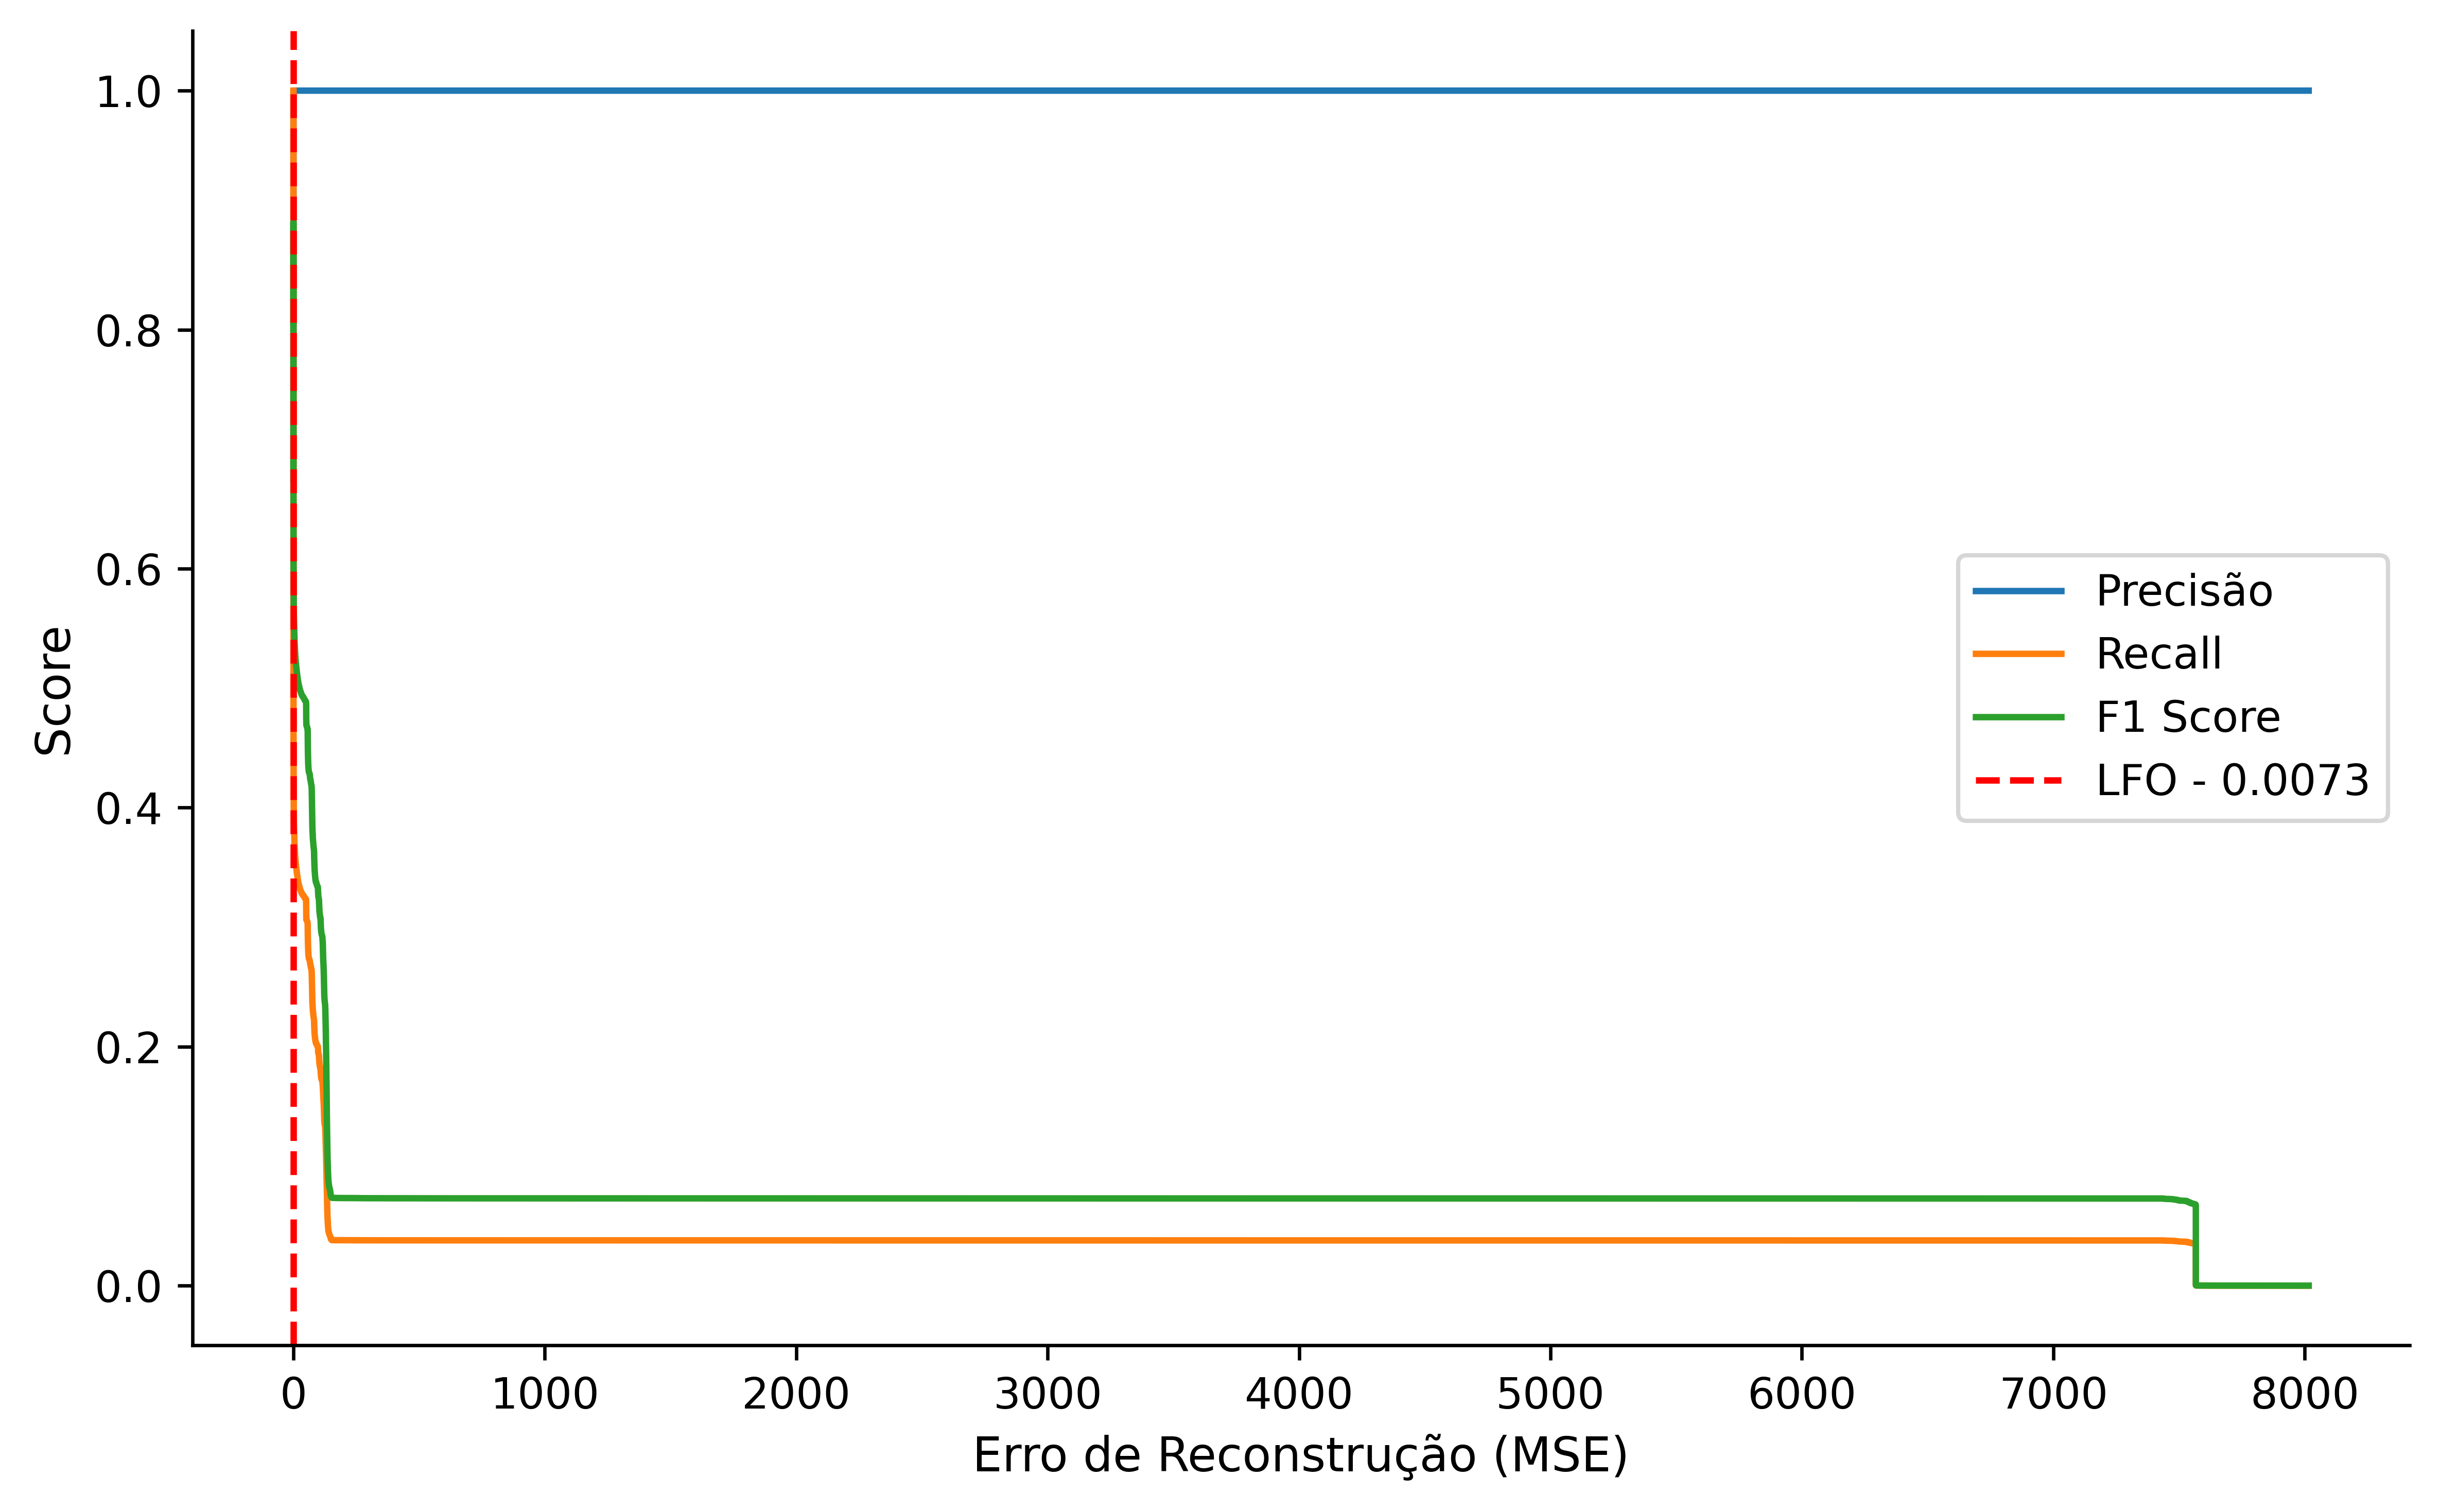 1.0
0.8
0.6
0.4
0.2
0.0
Score
Precisão
Recall
F1 Score
LFO - 0.0073
0 1000 2000 3000 4000 5000 6000 7000 8000
Erro de Reconstrução (MSE)